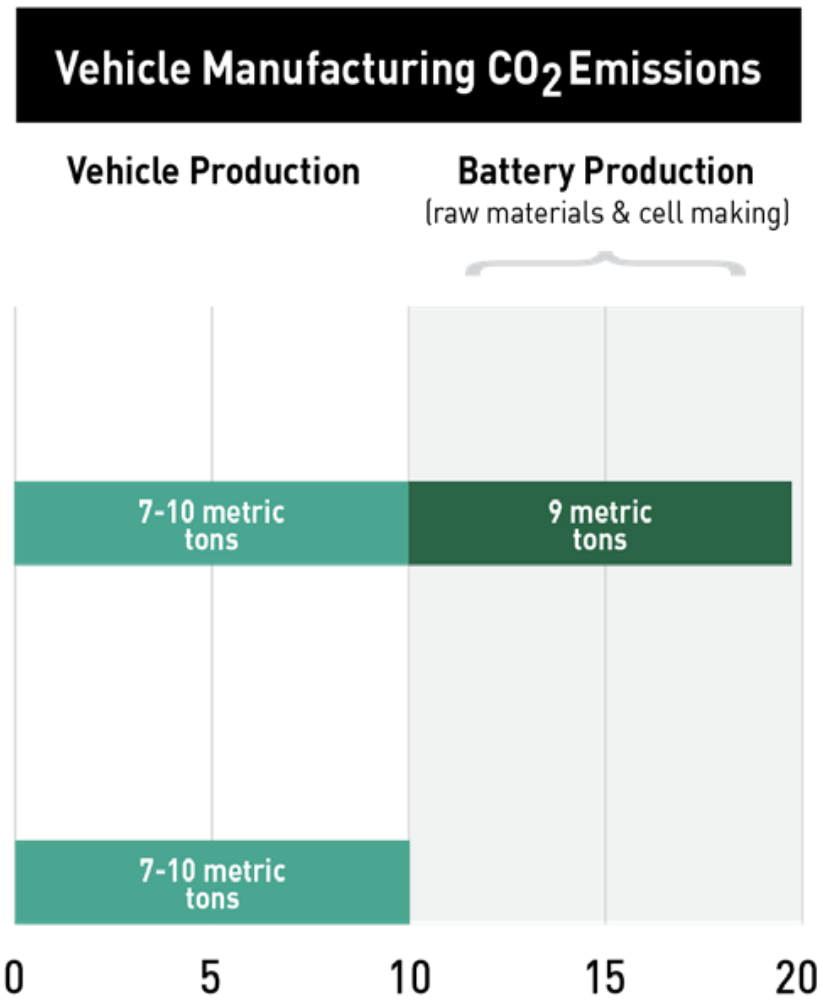 Vehicle Manufacturing CO2 Emissions
Vehicle Production
Battery Production
(raw materials & cell making)
7-10 metric
tons
9 metric
tons
7-10 metric
tons
0 5 10 15 20